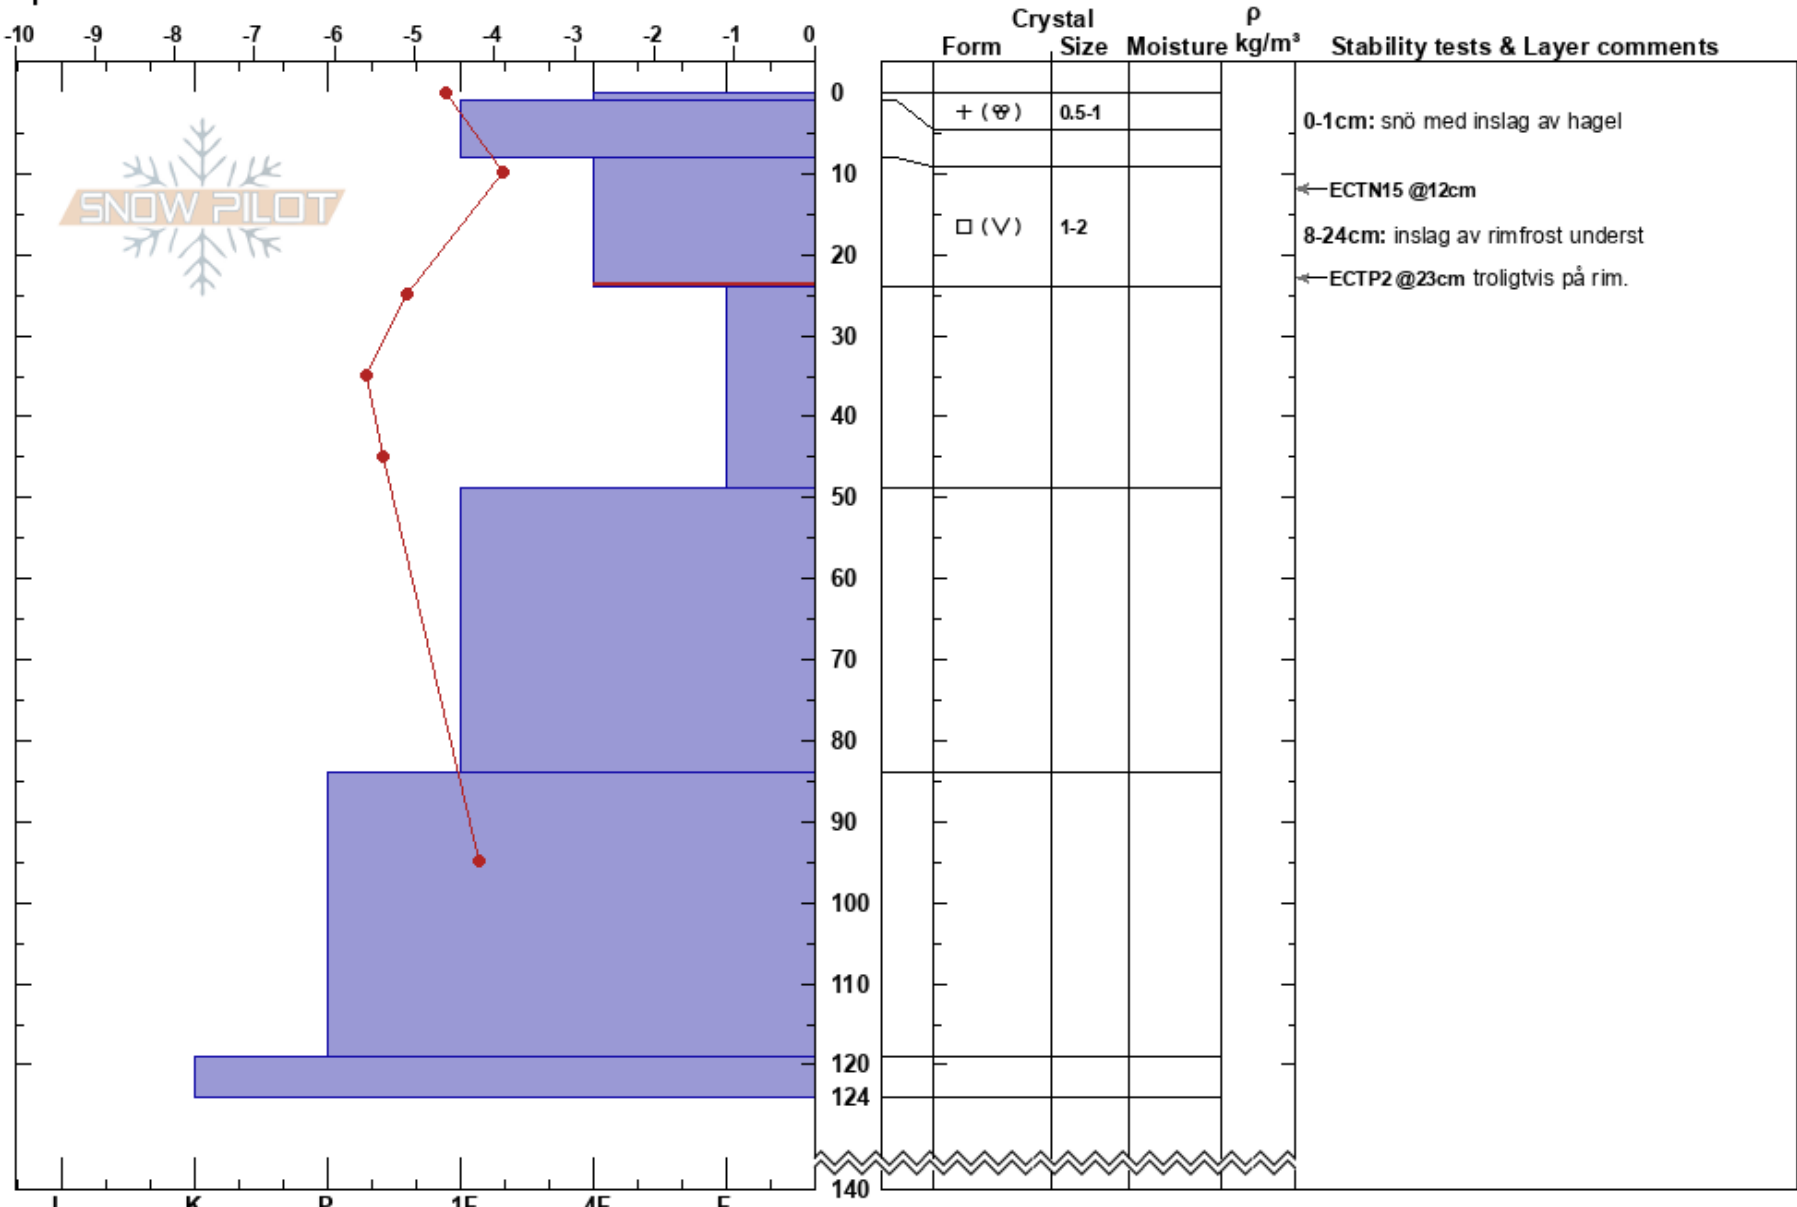 Crystal ρ
-10 -9 -8 -7 -6 -5 -4 -3 -2 -1 0
Form Size Moisture kg/m³ Stability tests & Layer comments
0
+ ( ) 0.5-1
0-1cm: snö med inslag av hagel
SNOW PILOT
10
ECTN15 @12cm
□ (V) 1-2
8-24cm: inslag av rimfrost underst
20
ECTP2 @23cm troligtvis på rim.
30
40
50
60
70
80
90
100
110
120
124
140
K P 1F 4F F